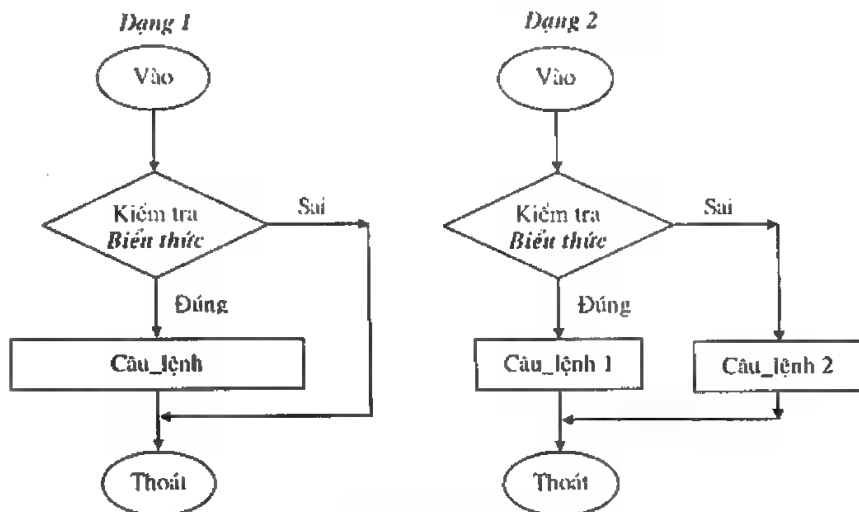 Dạng 1
Vào
Kiểm tra
Biểu thức
Sai
Đúng
Câu_lệnh
Thoát
Dạng 2
Vào
Kiểm tra
Biểu thức
Sai
Đúng
Câu_lệnh 1
Câu_lệnh 2
Thoát